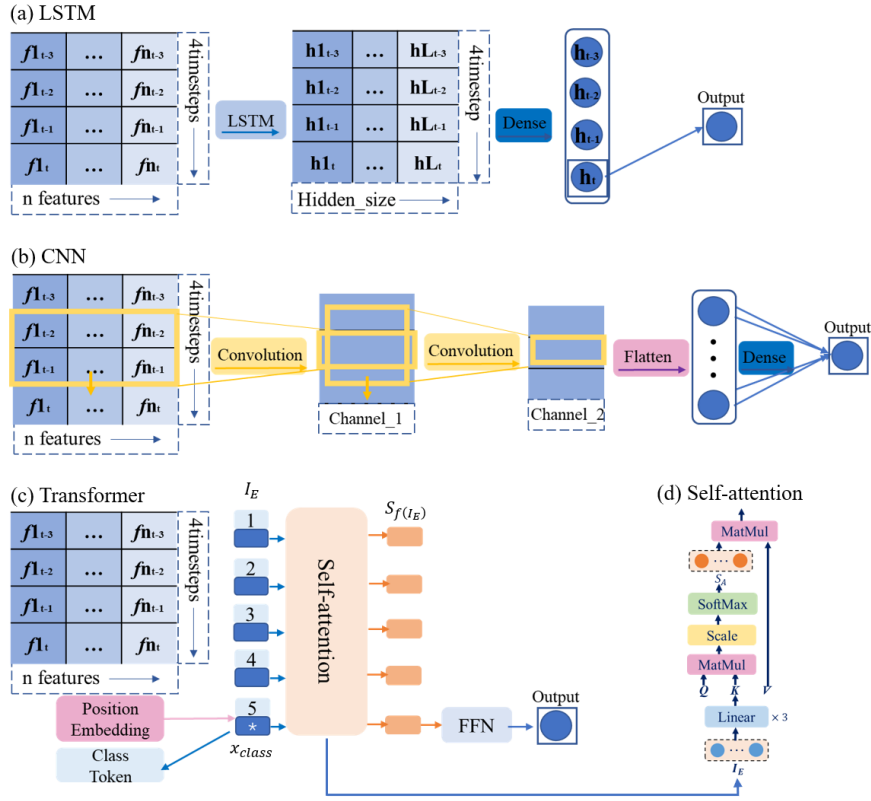 (a) LSTM
f1t-3 … fnt-3
f1t-2 … fnt-2
f1t-1 … fnt-1
f1t … fnt
n features
4timesteps
LSTM
h1t-3 … hLt-3
h1t-2 … hLt-2
h1t-1 … hLt-1
h1t … hLt
Hidden_size
4timestep
Dense
ht-3
ht-2
ht-1
ht
Output
(b) CNN
f1t-3 … fnt-3
f1t-2 … fnt-2
f1t-1 … fnt-1
f1t … fnt
n features
4timesteps
Convolution
Channel_1
Convolution
Channel_2
Flatten
Dense
Output
(c) Transformer
f1t-3 … fnt-3
f1t-2 … fnt-2
f1t-1 … fnt-1
f1t … fnt
n features
4timesteps
Position
Embedding
Class
Token
IE
1
2
3
4
5
*
xclass
Self-attention
Sf(IE)
FFN
Output
(d) Self-attention
MatMul
…
SA
SoftMax
Scale
MatMul
Q K V
Linear × 3
…
IE